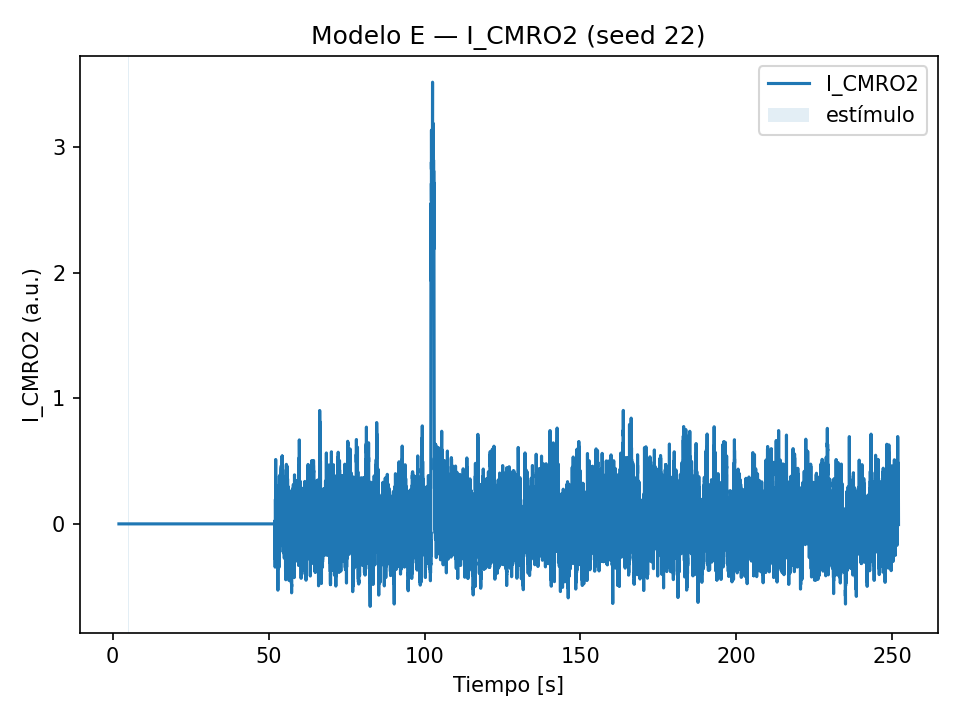 Modelo E — I_CMRO2 (seed 22)
I_CMRO2
estímulo
I_CMRO2 (a.u.)
3
2
1
0
0 50 100 150 200 250
Tiempo [s]